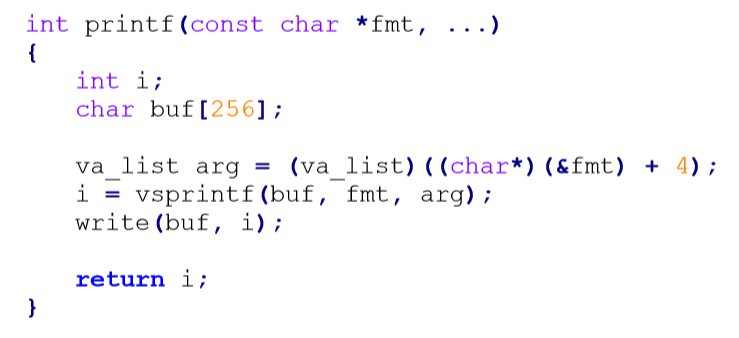 int printf(const char *fmt, ...)
{
    int i;
    char buf[256];

    va_list arg = (va_list)((char*)(&fmt) + 4);
    i = vsprintf(buf, fmt, arg);
    write(buf, i);

    return i;
}